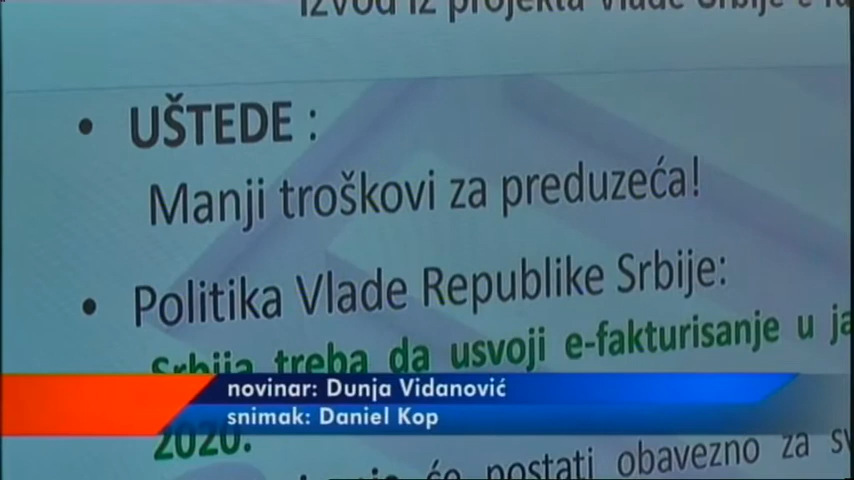 Izvod iz projekta Vlade Srbije
• UŠTEDE :
Manji troškovi za preduzeća!
• Politika Vlade Republike Srbije:
Srbija treba da usvoji e-fakturisanje u
novinar: Dunja Vidanović
snimak: Daniel Kop
2020.
će postati obavezno za